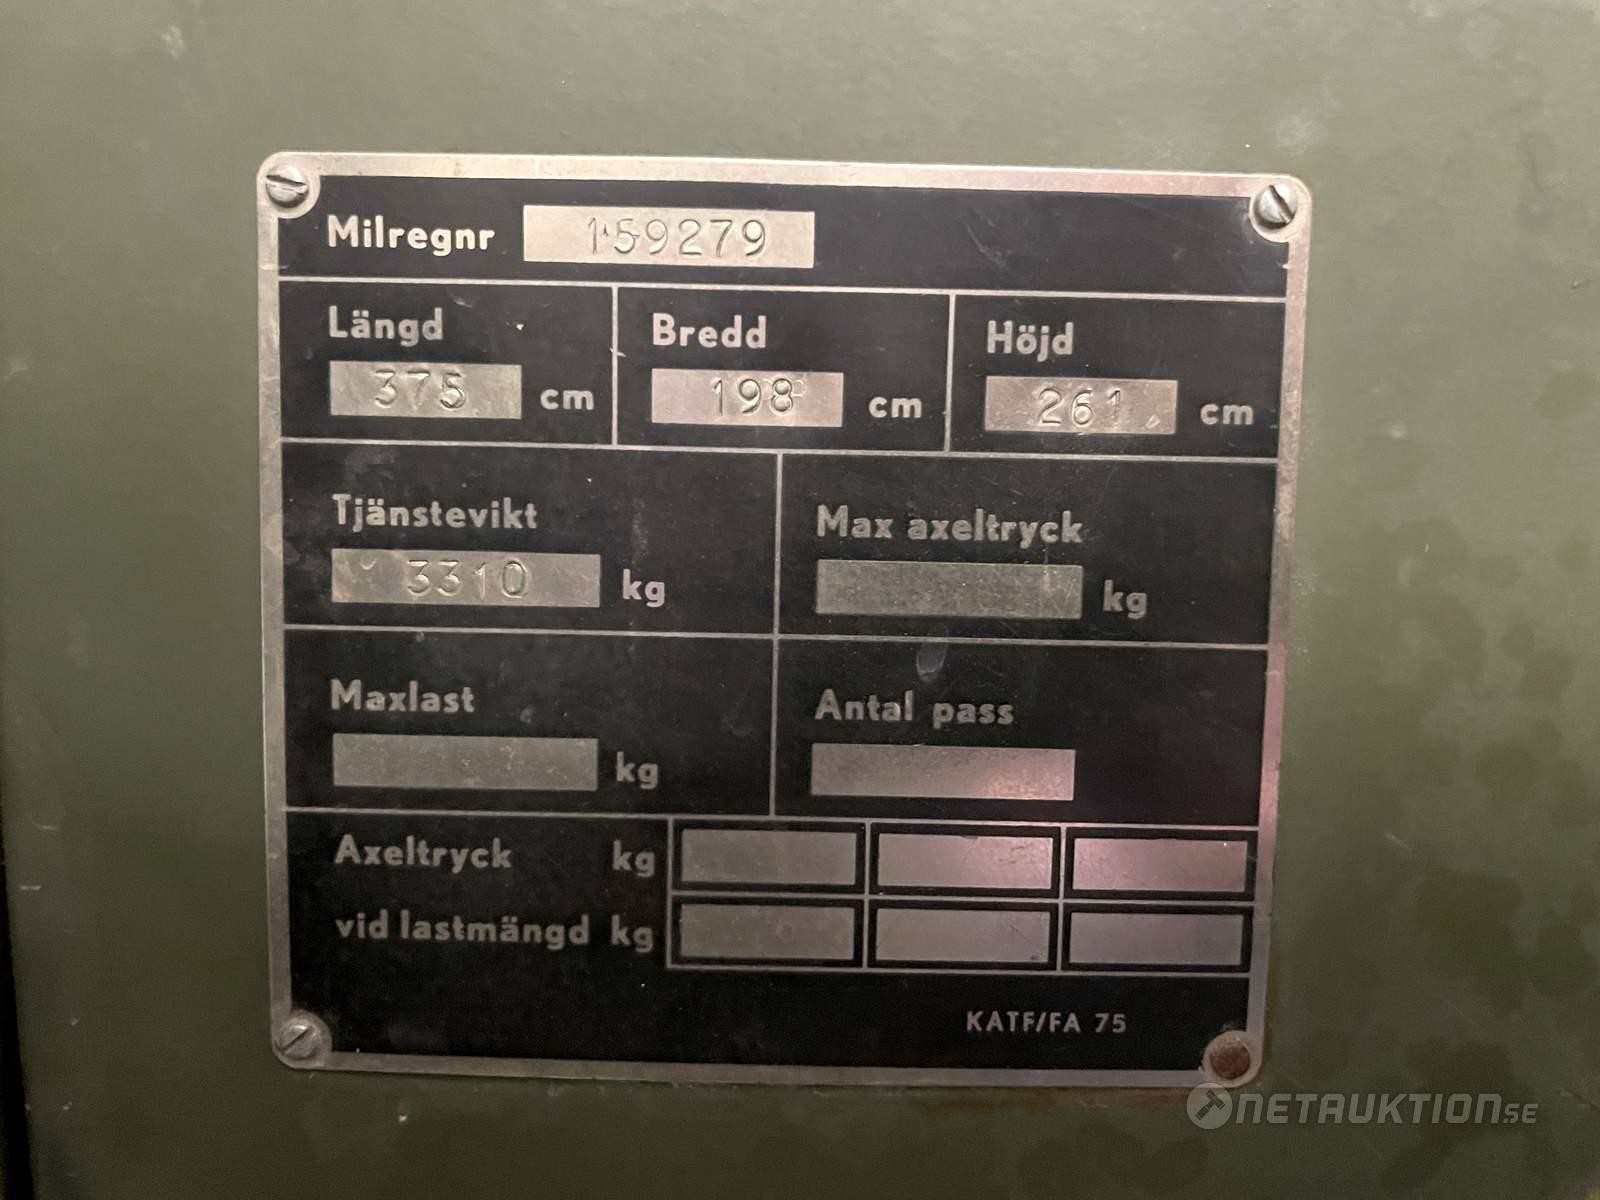 Milregnr 159279
Längd Bredd Höjd
375 cm 198 cm 261 cm
Tjänstevikt Max axeltryck
3310 kg kg
Maxlast Antal pass
kg
Axeltryck kg
vid lastmängd kg
KATF/FA 75
NETAUKTION.SE